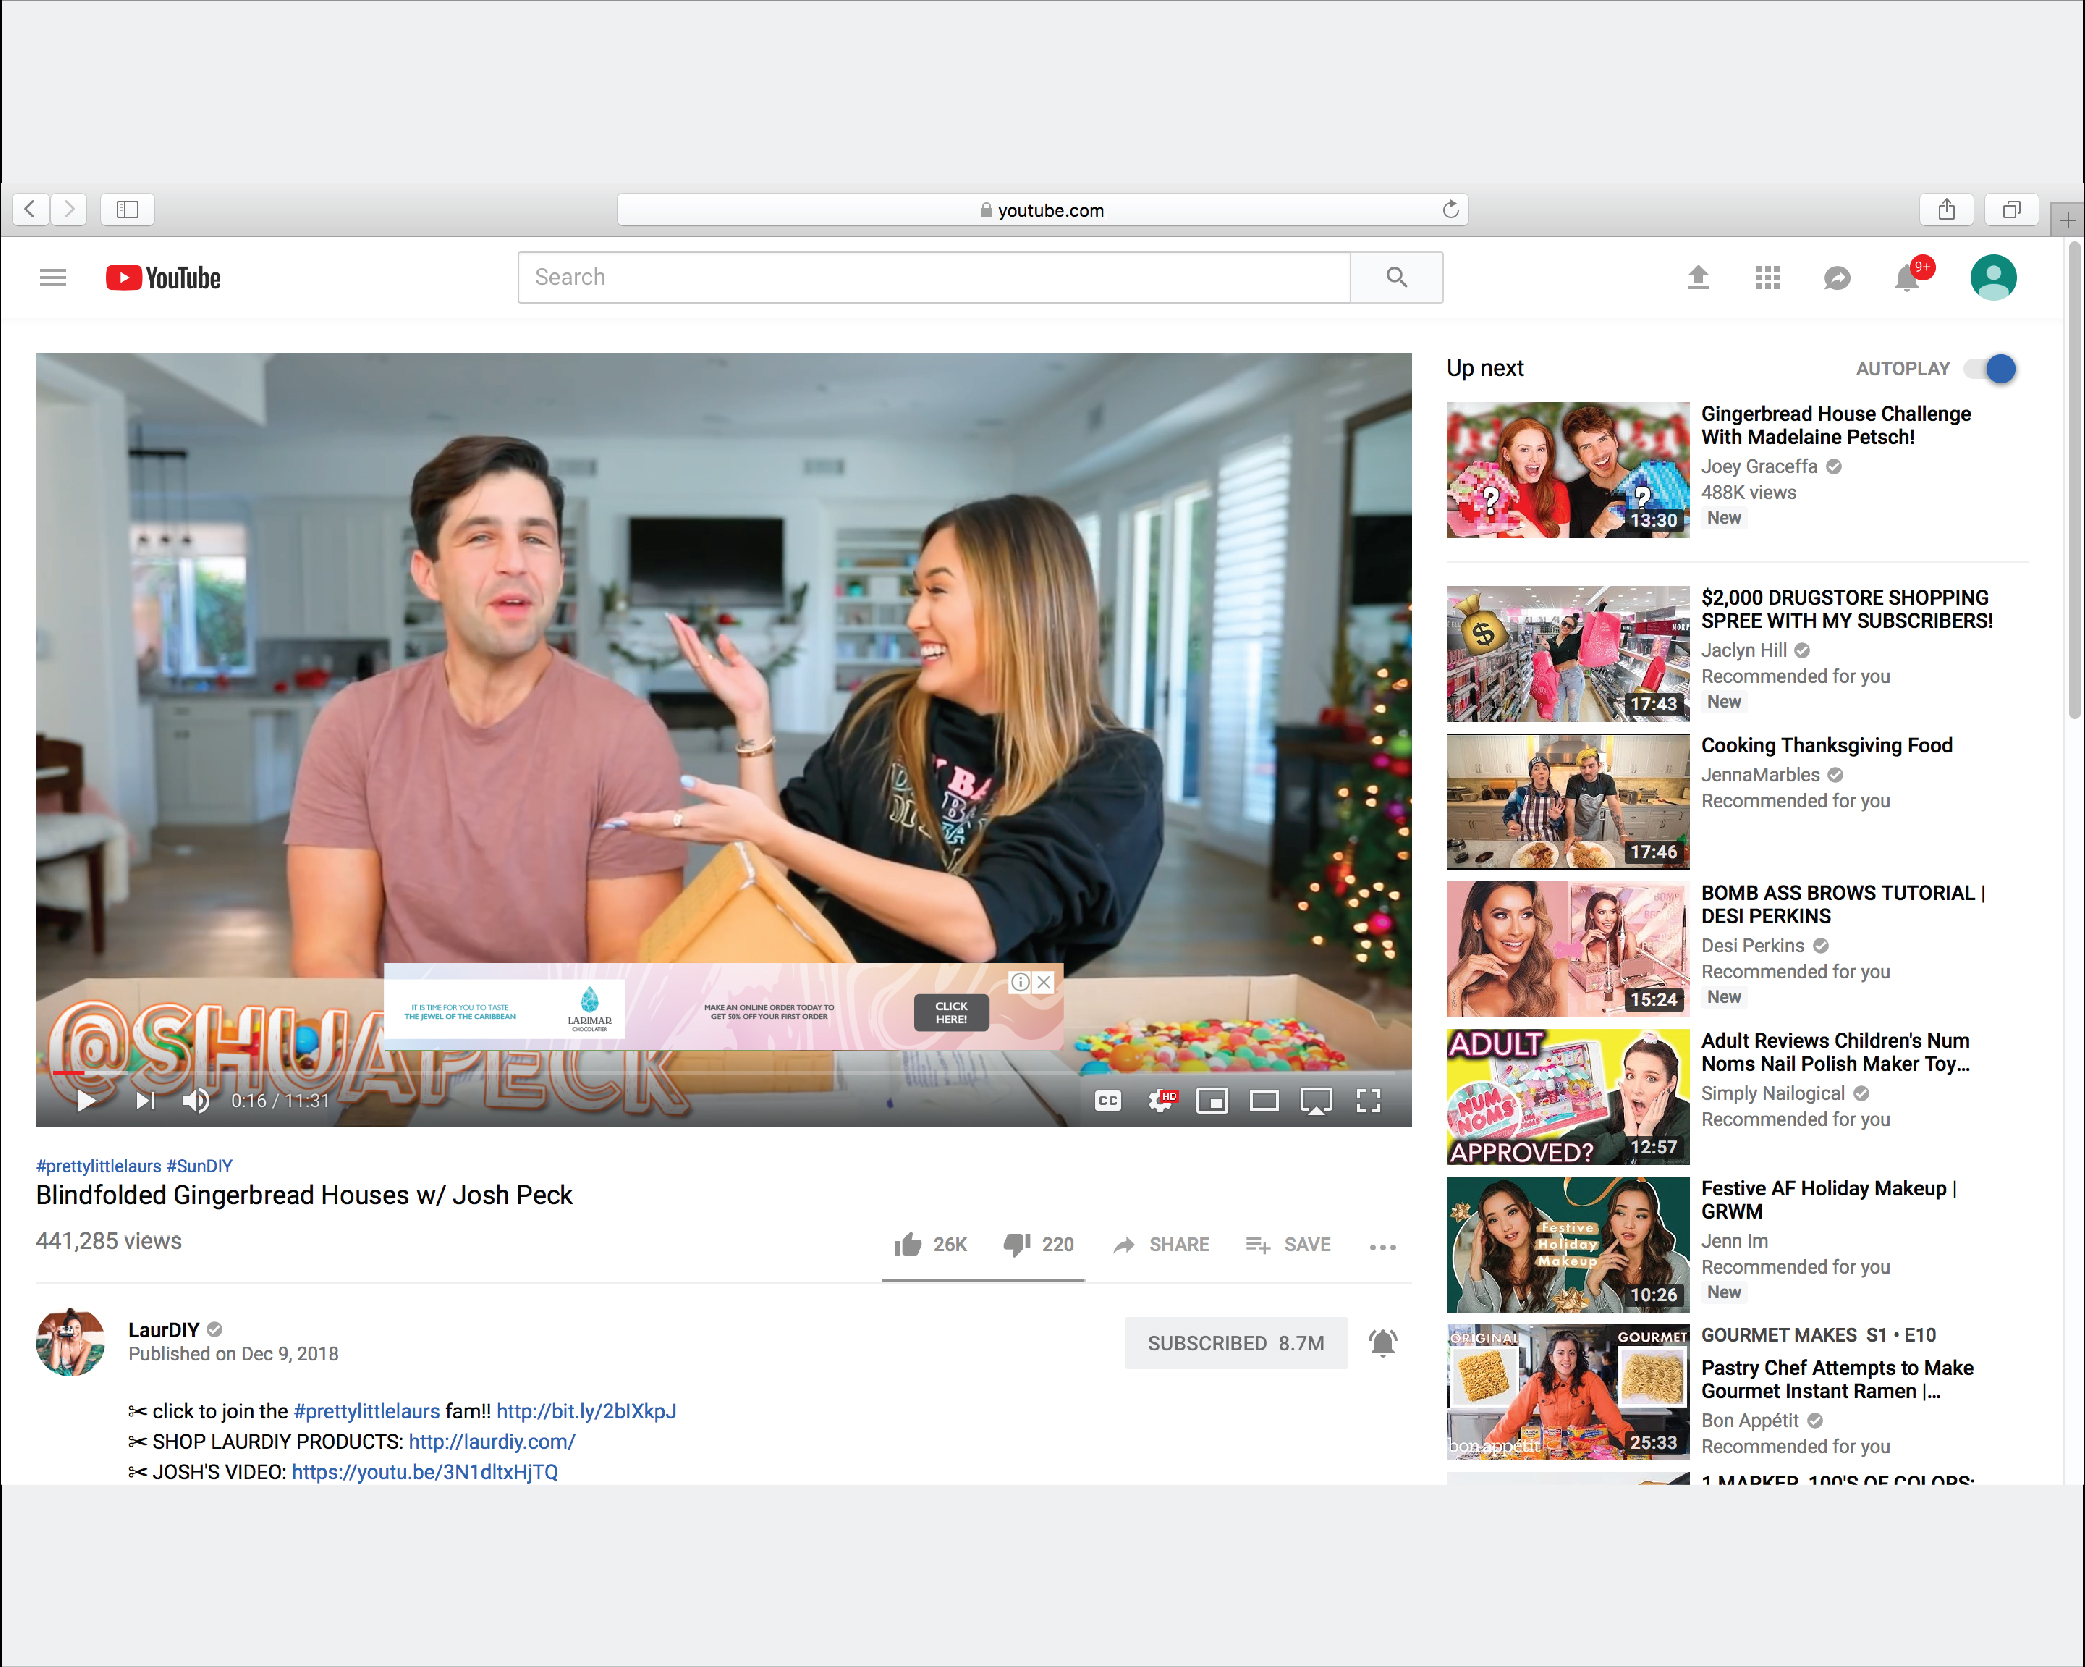 youtube.com
YouTube
Search
9+
Up next
AUTOPLAY
IT IS TIME FOR YOU TO TASTE
THE JEWEL OF THE CARIBBEAN
LARIMAR
CHOCOLATIER
MAKE AN ONLINE ORDER TODAY TO
GET 50% OFF YOUR FIRST ORDER
CLICK
HERE!
@SHUAPECK
0:16 / 11:31
CC
HD
#prettylittlelaurs #SunDIY
Blindfolded Gingerbread Houses w/ Josh Peck
441,285 views
26K
220
SHARE
SAVE
LaurDIY
Published on Dec 9, 2018
SUBSCRIBED 8.7M
✂ click to join the #prettylittlelaurs fam!! http://bit.ly/2blXkpJ
✂ SHOP LAURDIY PRODUCTS: http://laurdiy.com/
✂ JOSH'S VIDEO: https://youtu.be/3N1dltxHjTQ
? ?
13:30
Gingerbread House Challenge
With Madelaine Petsch!
Joey Graceffa
488K views
New
$
17:43
$2,000 DRUGSTORE SHOPPING
SPREE WITH MY SUBSCRIBERS!
Jaclyn Hill
Recommended for you
New
17:46
Cooking Thanksgiving Food
JennaMarbles
Recommended for you
15:24
BOMB ASS BROWS TUTORIAL |
DESI PERKINS
Desi Perkins
Recommended for you
New
ADULT
NUM
NOMS
APPROVED?
12:57
Adult Reviews Children's Num
Noms Nail Polish Maker Toy...
Simply Nailogical
Recommended for you
Festive
Holiday
Makeup
10:26
Festive AF Holiday Makeup |
GRWM
Jenn Im
Recommended for you
New
ORIGINAL
GOURMET
bon appétit
25:33
GOURMET MAKES S1 • E10
Pastry Chef Attempts to Make
Gourmet Instant Ramen |...
Bon Appétit
Recommended for you
1 MARKER, 100'S OF COLORS: